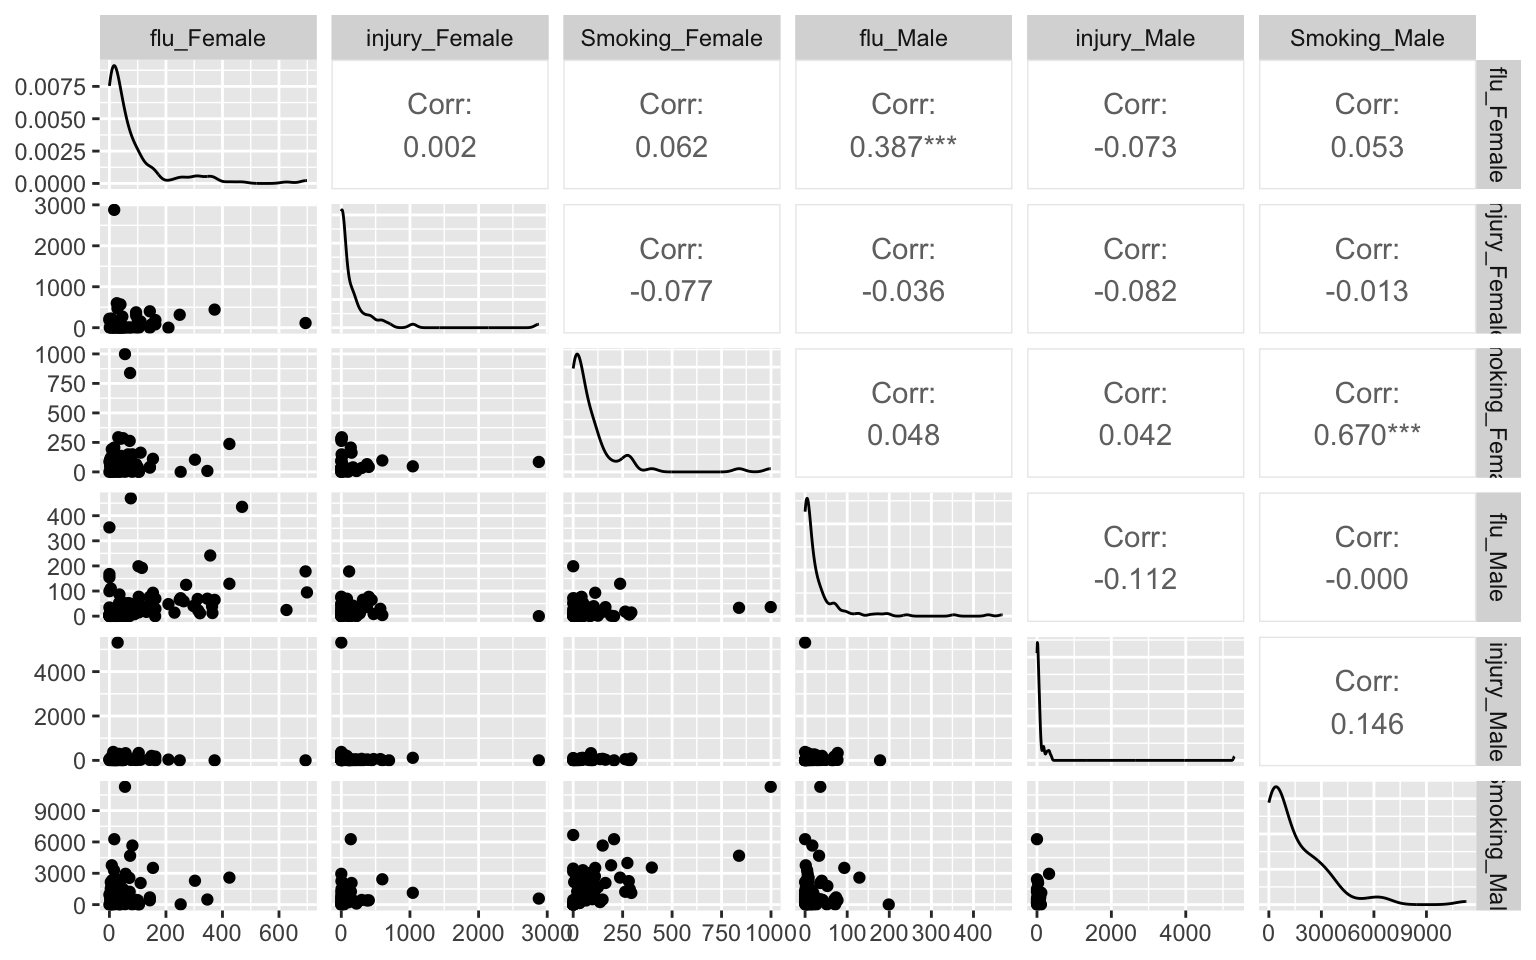 flu_Female injury_Female Smoking_Female flu_Male injury_Male Smoking_Male
0.0075
0.0050
0.0025
0.0000
Corr: Corr: Corr: Corr: Corr:
0.002 0.062 0.387*** -0.073 0.053
flu_Female
3000
2000
1000
0
Corr: Corr: Corr: Corr:
-0.077 -0.036 -0.082 -0.013
njury_Female
1000
750
500
250
0
Corr: Corr: Corr:
0.048 0.042 0.670***
moking_Fema
400
300
200
100
0
Corr: Corr:
-0.112 -0.000
flu_Male
4000
2000
0
Corr:
0.146
injury_Male
9000
6000
3000
0
Smoking_Mal
0 200 400 600 0 1000 2000 3000 0 250 500 750 1000 0 100 200 300 400 0 2000 4000 0 3000 6000 9000